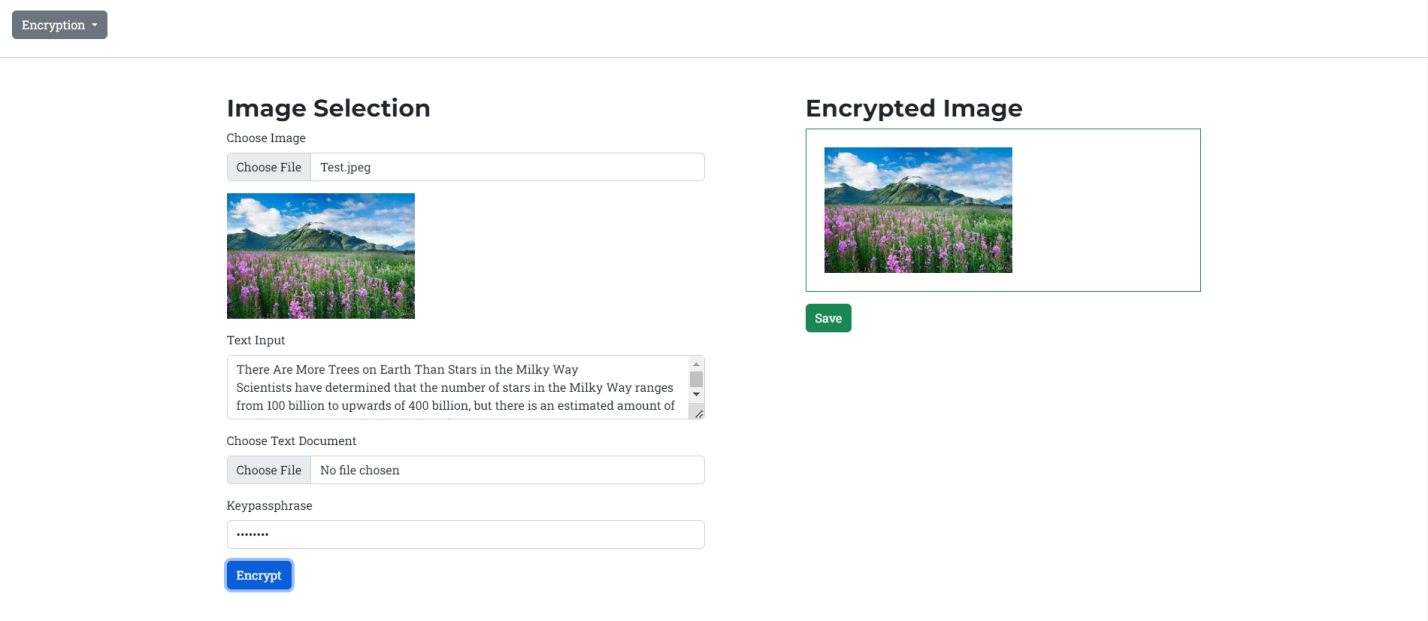 Encryption
Image Selection
Choose Image
Choose File Test.jpeg
Text Input
There Are More Trees on Earth Than Stars in the Milky Way
Scientists have determined that the number of stars in the Milky Way ranges
from 100 billion to upwards of 400 billion, but there is an estimated amount of
Choose Text Document
Choose File No file chosen
Keypassphrase
••••••••
Encrypt
Encrypted Image
Save